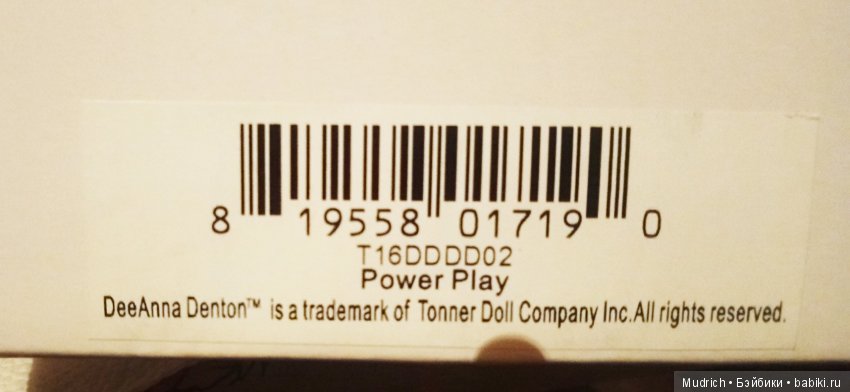 8 19558 01719 0
T16DDDD02
Power Play
DeeAnna Denton™ is a trademark of Tonner Doll Company Inc.All rights reserved.
Mudrich • Бэйбики • babiki.ru